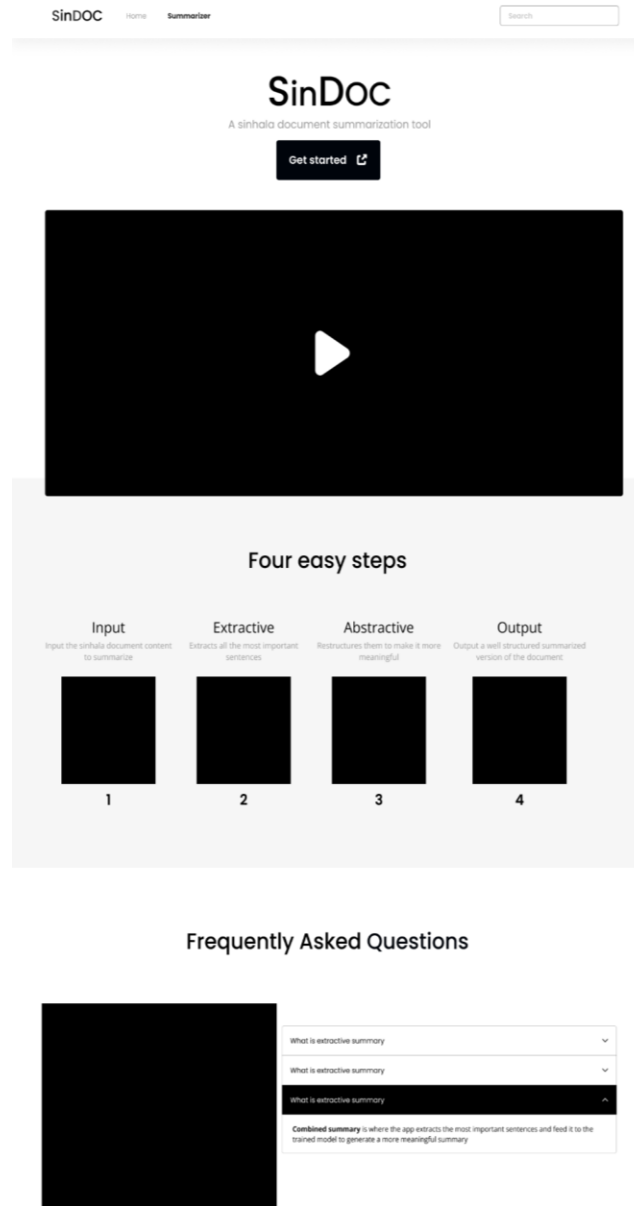 SinDOC Home Summarizer Search
SinDOC
A sinhala document summarization tool
Get started
Four easy steps
Input
Input the sinhala document content
to summarize
Extractive
Extracts all the most important
sentences
Abstractive
Restructures them to make it more
meaningful
Output
Output a well structured summarized
version of the document
1
2
3
4
Frequently Asked Questions
What is extractive summary
What is extractive summary
What is extractive summary
Combined summary is where the app extracts the most important sentences and feed it to the
trained model to generate a more meaningful summary